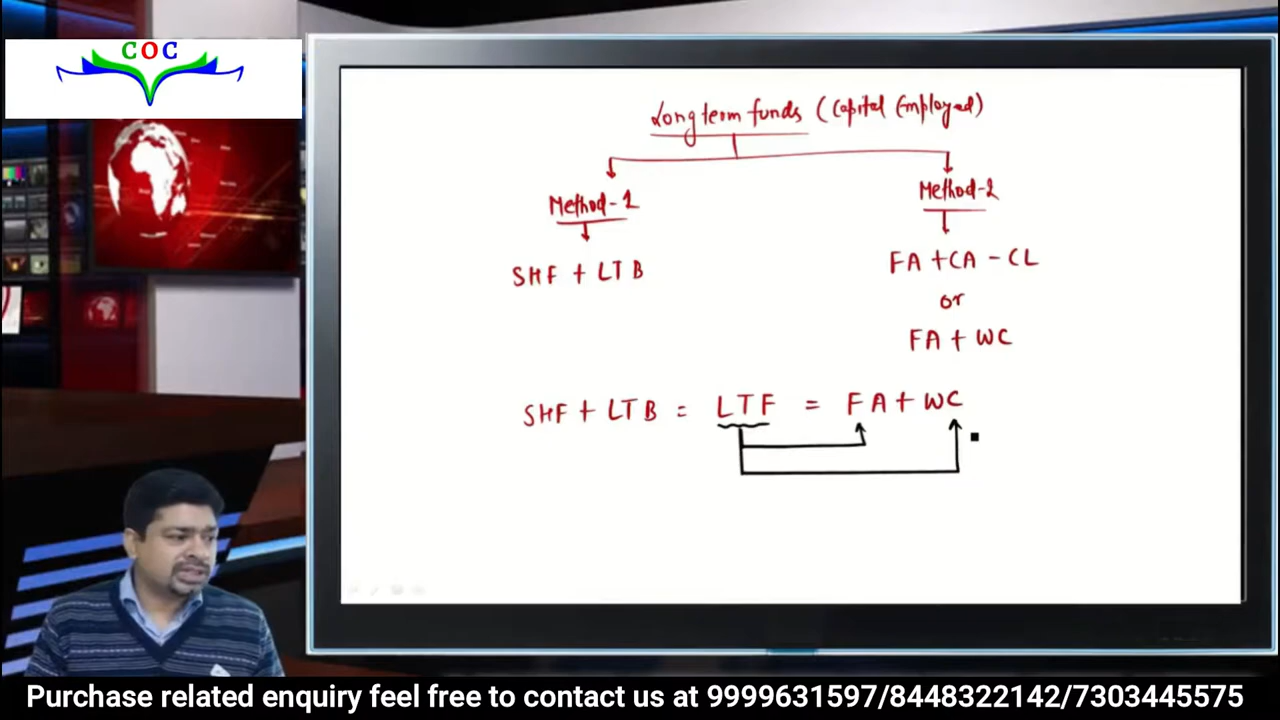 COC
Long term funds (Capital Employed)
Method-1
Method-2
SHF + LTB
FA + CA - CL
or
FA + WC
SHF + LTB = LTF = FA + WC
Purchase related enquiry feel free to contact us at 9999631597/8448322142/7303445575